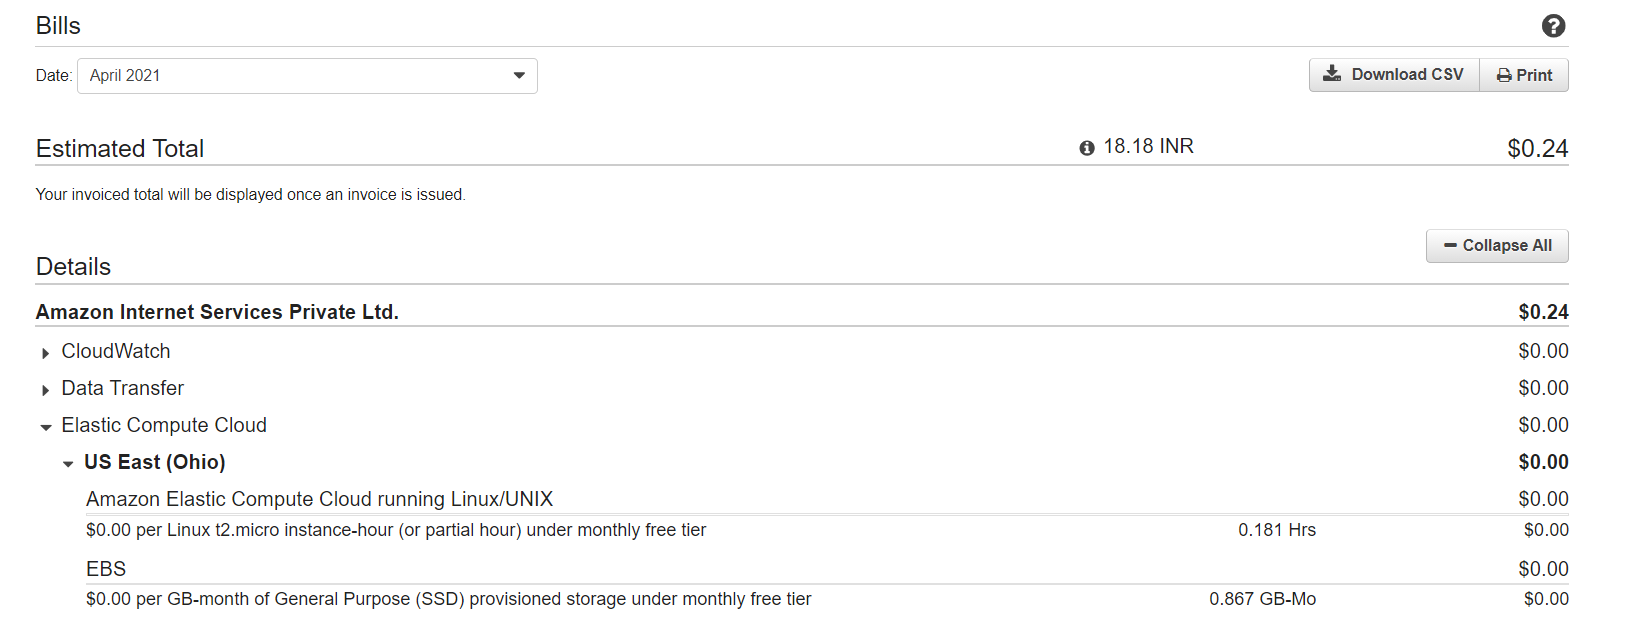 Bills
Date: April 2021
Download CSV Print
Estimated Total 18.18 INR $0.24
Your invoiced total will be displayed once an invoice is issued.
Collapse All
Details
Amazon Internet Services Private Ltd. $0.24
CloudWatch $0.00
Data Transfer $0.00
Elastic Compute Cloud $0.00
US East (Ohio) $0.00
Amazon Elastic Compute Cloud running Linux/UNIX $0.00
$0.00 per Linux t2.micro instance-hour (or partial hour) under monthly free tier 0.181 Hrs $0.00
EBS $0.00
$0.00 per GB-month of General Purpose (SSD) provisioned storage under monthly free tier 0.867 GB-Mo $0.00